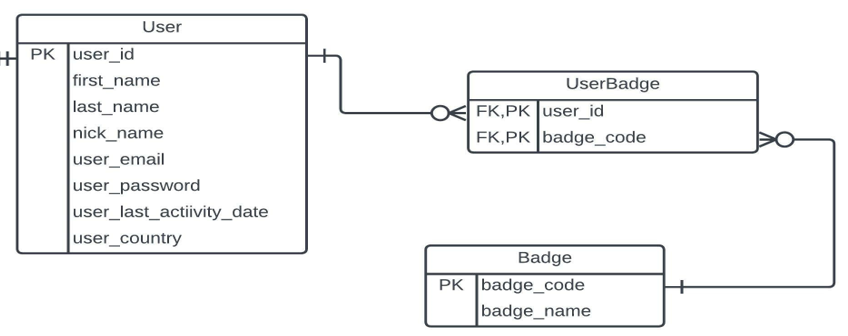 User
PK user_id
first_name
last_name
nick_name
user_email
user_password
user_last_actiivity_date
user_country
UserBadge
FK,PK user_id
FK,PK badge_code
Badge
PK badge_code
badge_name